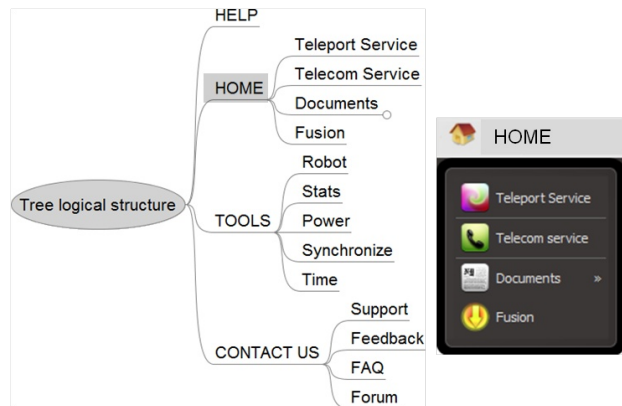 HELP
HOME
Teleport Service
Telecom Service
Documents
Fusion
Tree logical structure
TOOLS
Robot
Stats
Power
Synchronize
Time
CONTACT US
Support
Feedback
FAQ
Forum
HOME
Teleport Service
Telecom service
Documents »
Fusion